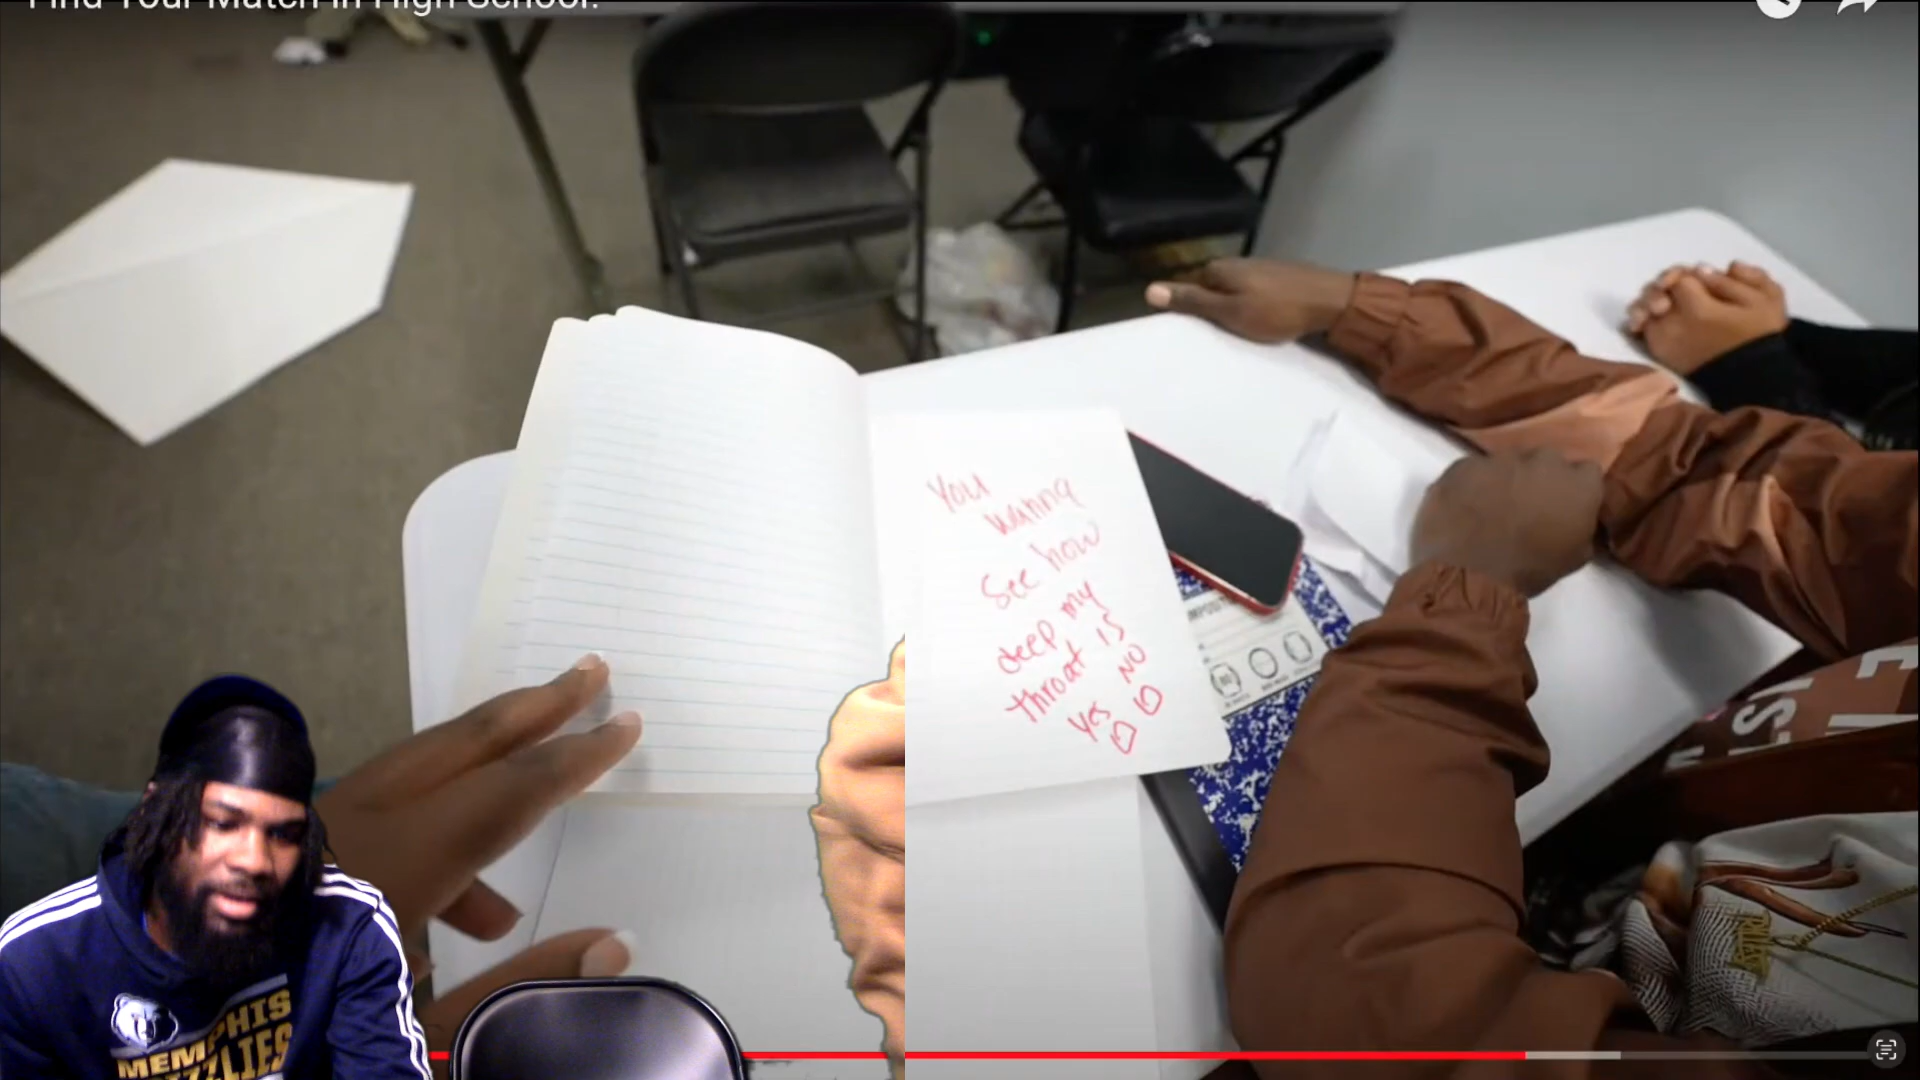 Find Your Match in High School!
You
wanna
see how
deep my
throat is
Yes NO
MEMPHIS
GRIZZLIES